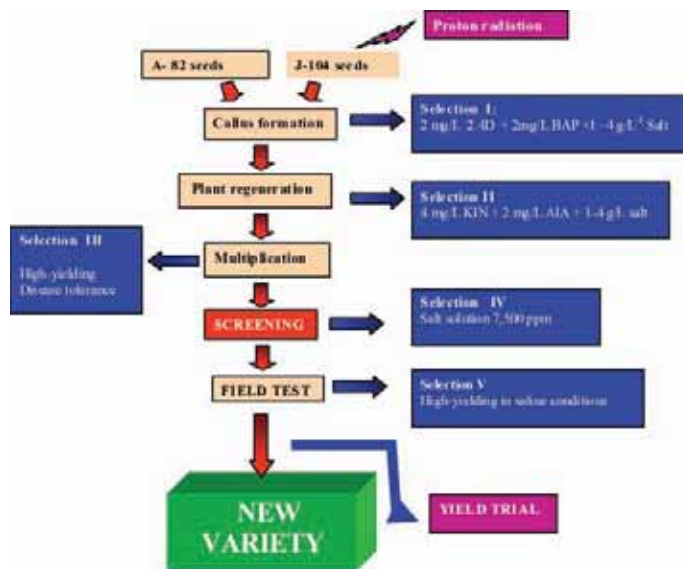 Proton radiation
A- 82 seeds
J-104 seeds
Callus formation
Selection I:
2 mg/L 2.4D + 2mg/L BAP +1 -4 g/L⁻¹ Salt
Plant regeneration
Selection II
4 mg/L KIN + 2 mg/L AIA + 1-4 g/L salt
Selection III
High-yielding
Disease tolerance
Multiplication
SCREENING
Selection IV
Salt solution 7,500 ppm
FIELD TEST
Selection V
High-yielding in saline conditions
NEW
VARIETY
YIELD TRIAL